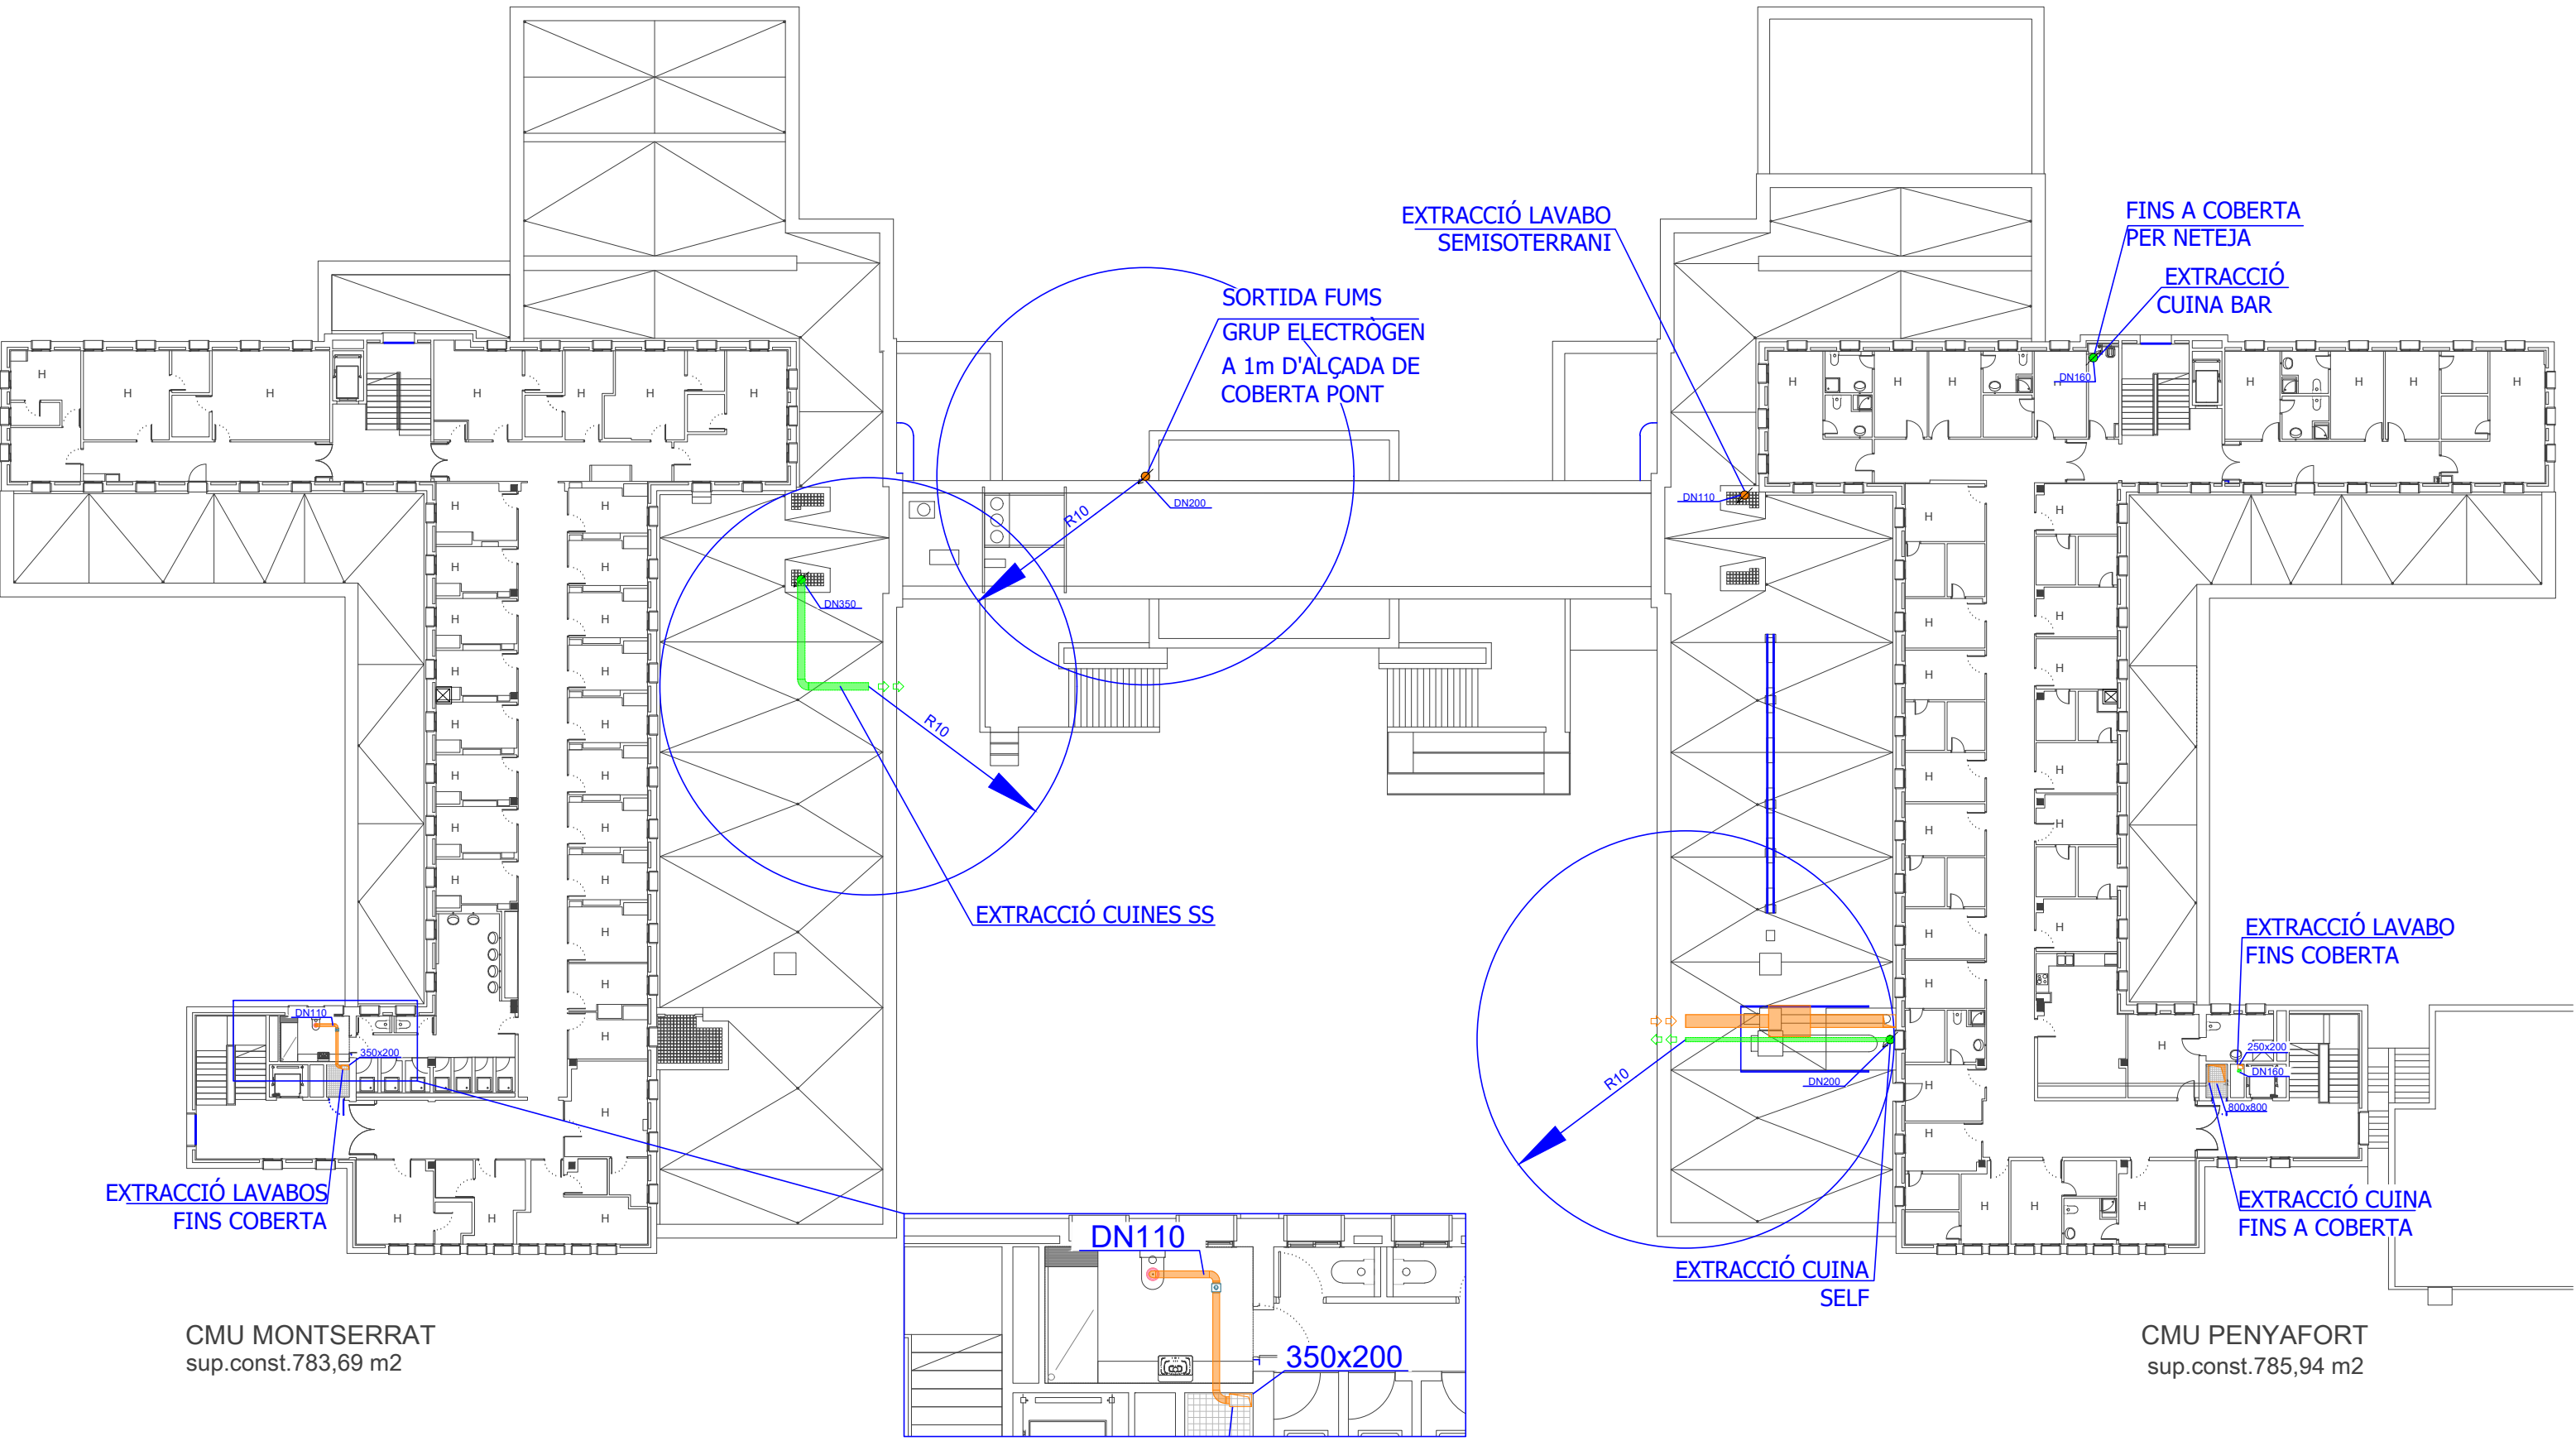 EXTRACCIÓ LAVABO
SEMISOTERRANI
FINS A COBERTA
PER NETEJA
EXTRACCIÓ
CUINA BAR
SORTIDA FUMS
GRUP ELECTRÒGEN
A 1m D'ALÇADA DE
COBERTA PONT
DN160
H H H H H H H
H H H H H H H
DN200
DN110
R10
DN350
R10
H H
H H
H H
H H
H H
H H
H H
H H
H
H
H
H
H H H
H H
H H
H H
H H
H H
H H
H H
H
H
H
H H H
H
EXTRACCIÓ CUINES SS
EXTRACCIÓ LAVABO
FINS COBERTA
DN110
350x200
250x200
DN160
800x800
DN200
R10
EXTRACCIÓ LAVABOS
FINS COBERTA
EXTRACCIÓ CUINA
FINS A COBERTA
DN110
350x200
EXTRACCIÓ CUINA
SELF
CMU MONTSERRAT
sup.const.783,69 m2
CMU PENYAFORT
sup.const.785,94 m2